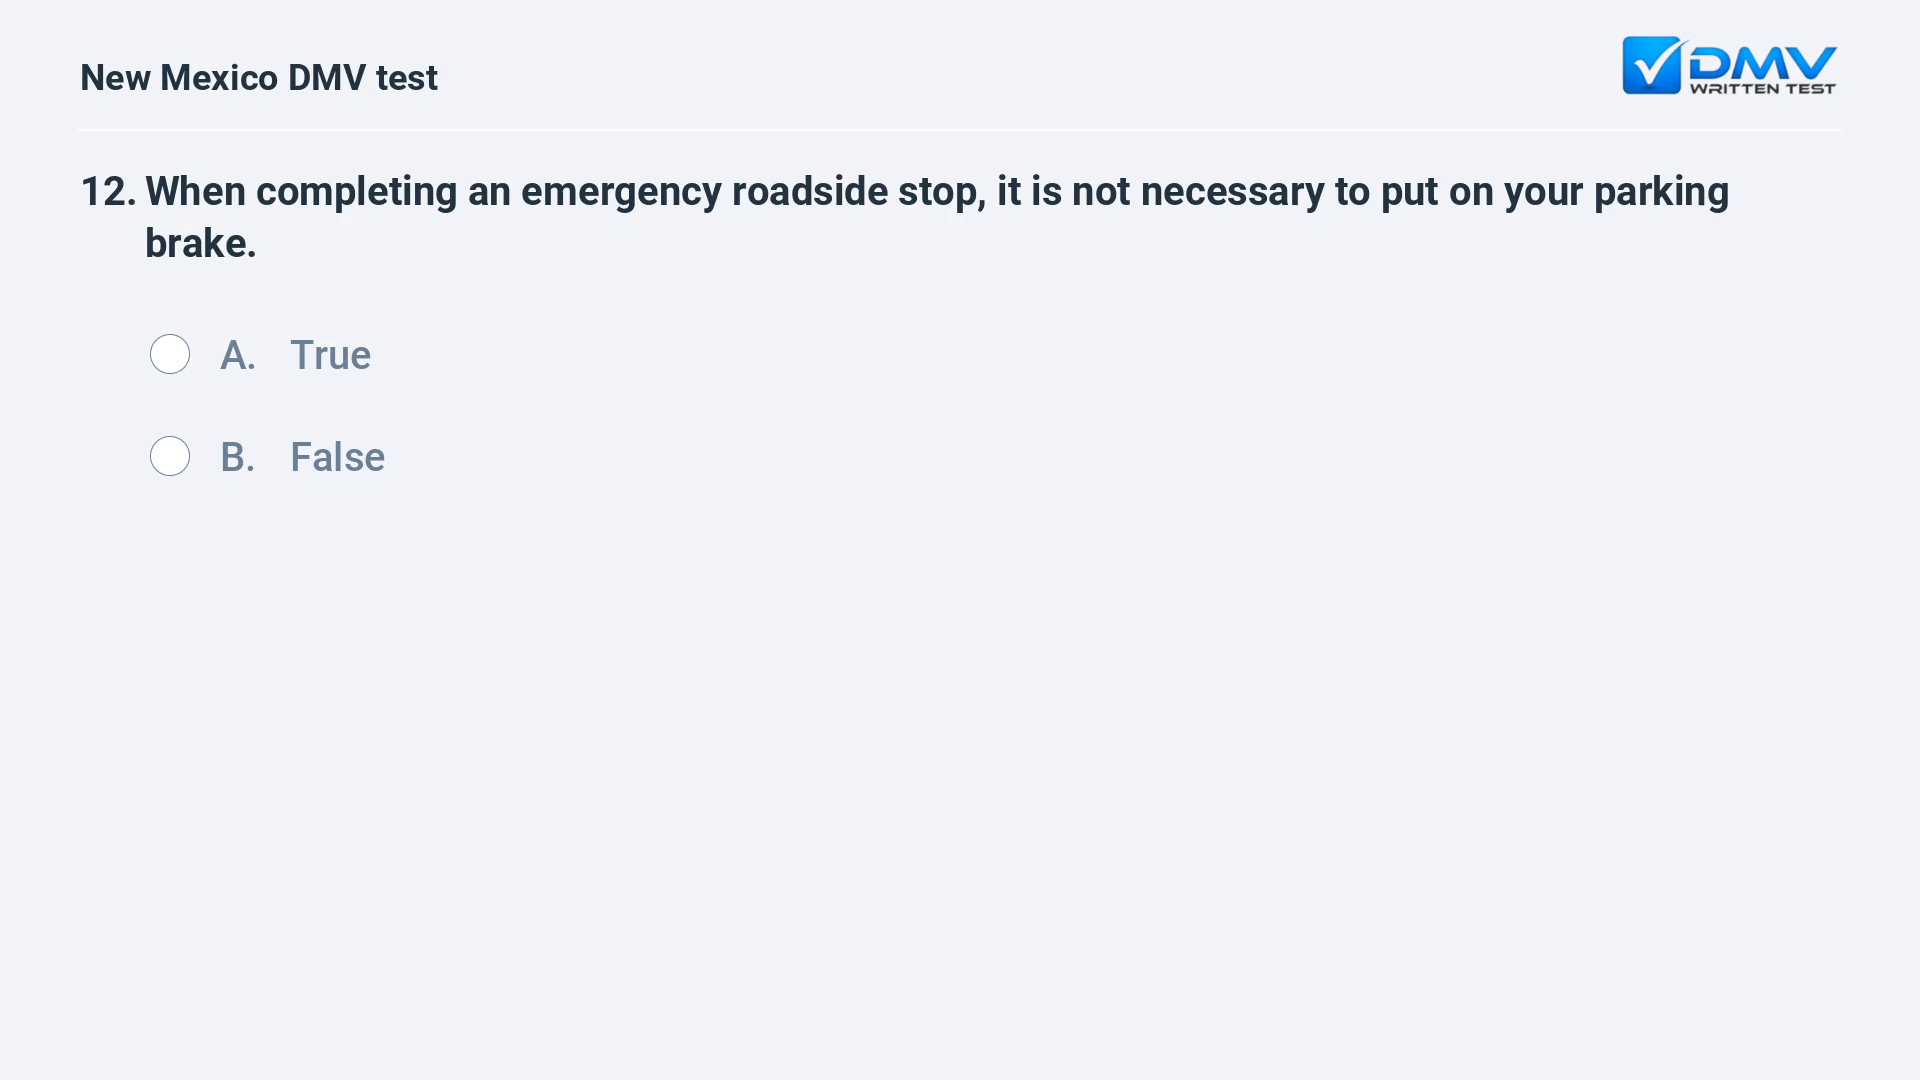 New Mexico DMV test
DMV
WRITTEN TEST
12. When completing an emergency roadside stop, it is not necessary to put on your parking
brake.
A. True
B. False